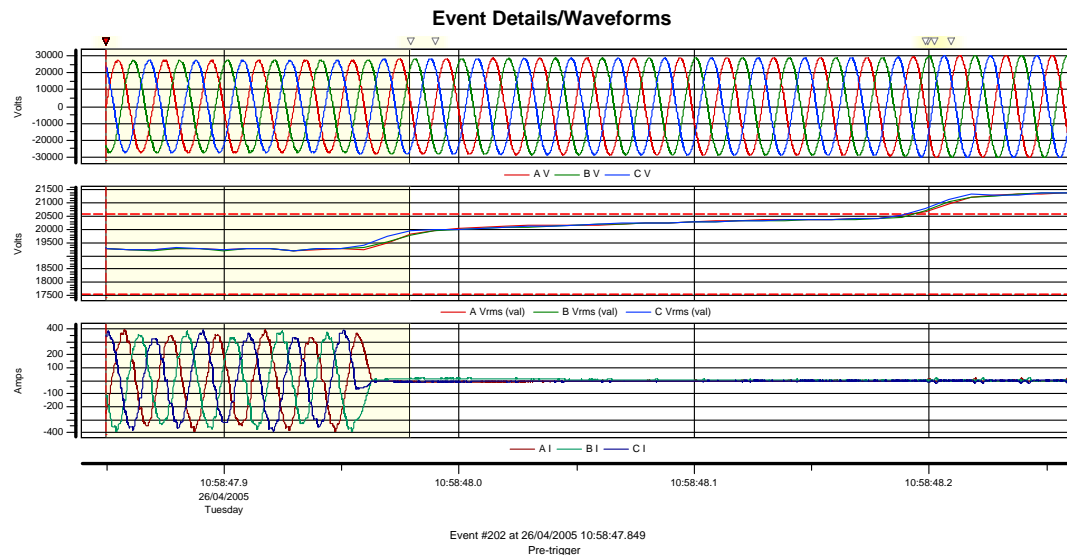 Event Details/Waveforms
30000
20000
10000
0
-10000
-20000
-30000
Volts
A V B V C V
21500
21000
20500
20000
19500
18500
18000
17500
Volts
A Vrms (val) B Vrms (val) C Vrms (val)
400
200
100
-100
-200
-400
Amps
A I B I C I
10:58:47.9 10:58:48.0 10:58:48.1 10:58:48.2
26/04/2005
Tuesday
Event #202 at 26/04/2005 10:58:47.849
Pre-trigger